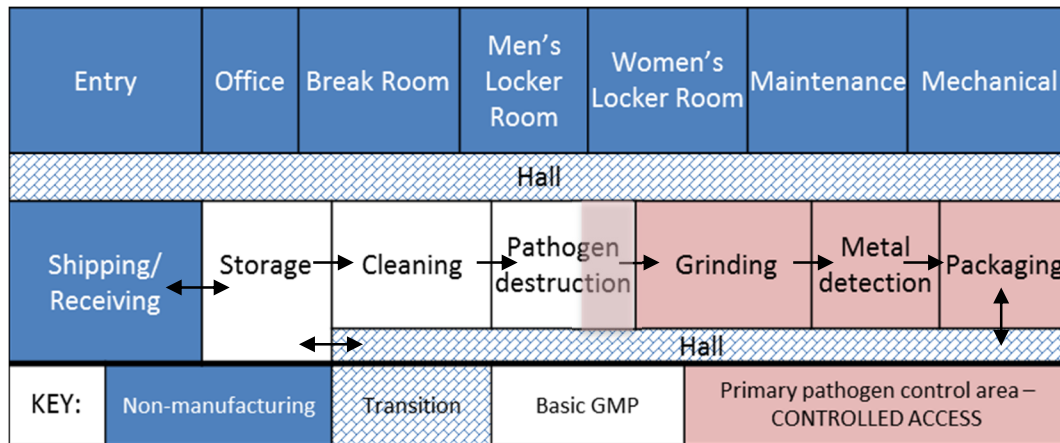 Entry
Office
Break Room
Men’s
Locker
Room
Women’s
Locker Room
Maintenance
Mechanical
Hall
Shipping/
Receiving
Storage
Cleaning
Pathogen
destruction
Grinding
Metal
detection
Packaging
Hall
KEY:
Non-manufacturing
Transition
Basic GMP
Primary pathogen control area –
CONTROLLED ACCESS